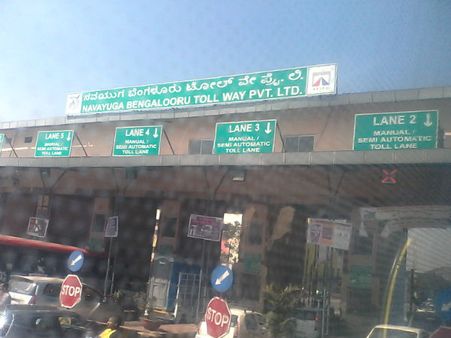 ನವಯುಗ ಬೆಂಗಳೂರು ಟೋಲ್ ವೇ ಪ್ರೈ. ಲಿ.
NAVAYUGA BENGALOORU TOLL WAY PVT. LTD.
LANE 5
MANUAL /
SEMI AUTOMATIC
TOLL LANE
LANE 4
MANUAL /
SEMI AUTOMATIC
TOLL LANE
LANE 3
MANUAL /
SEMI AUTOMATIC
TOLL LANE
LANE 2
MANUAL /
SEMI AUTOMATIC
TOLL LANE
STOP
STOP